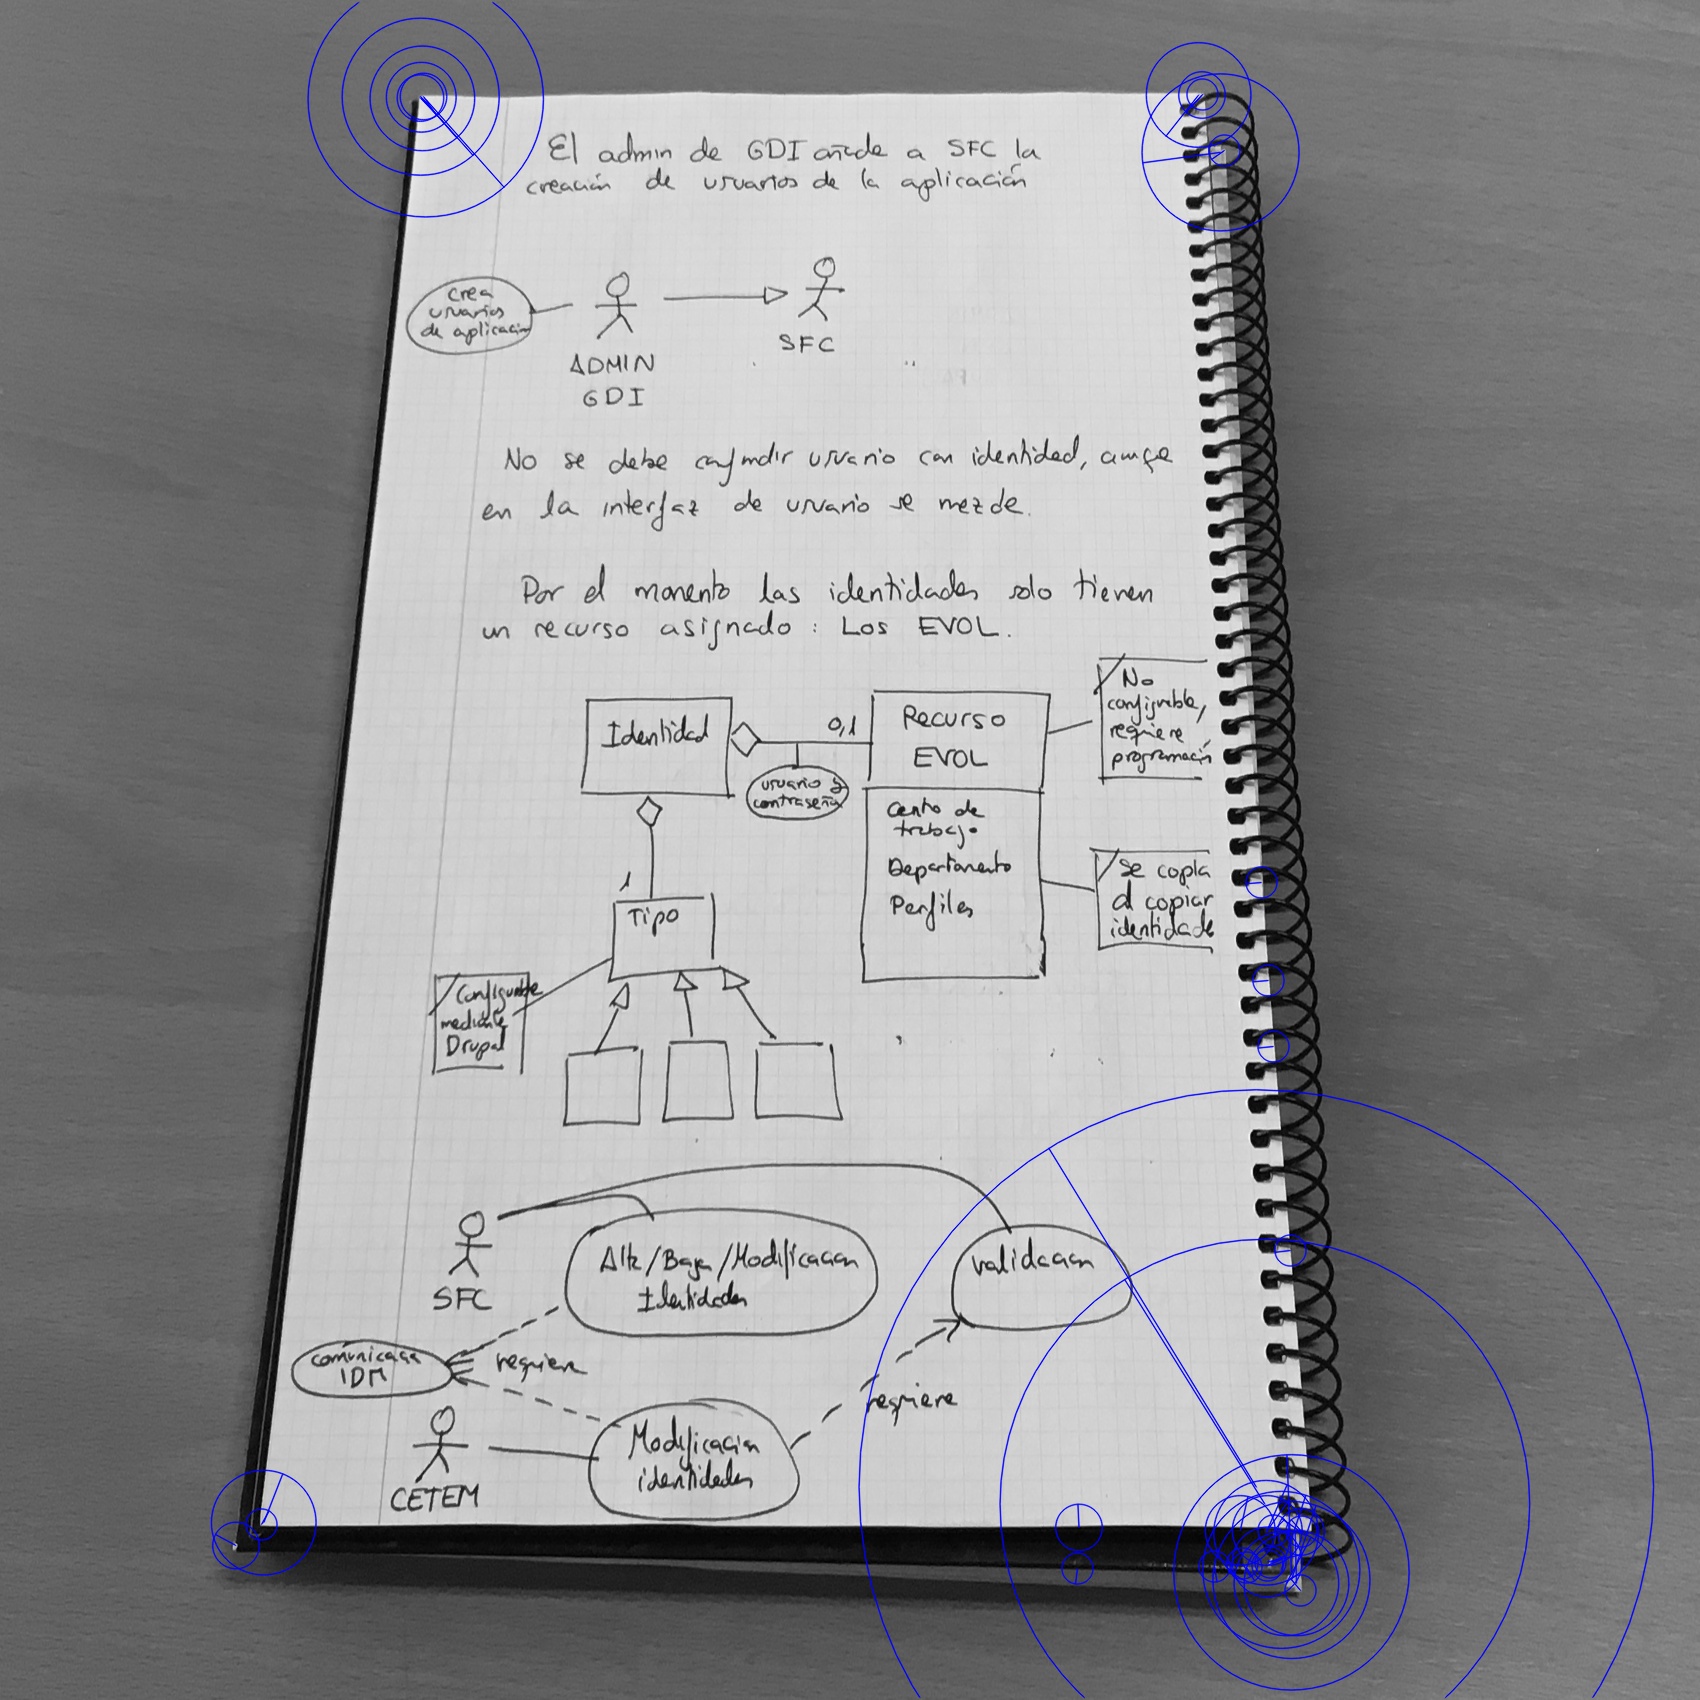 El admin de GDI añade a SFC la
creación de usuarios de la aplicación
crea
usuarios
de aplicación
ADMIN
GDI
SFC
No se debe confundir usuario con identidad, aunque
en la interfaz de usuario se mezcle.
Por el momento las identidades solo tienen
un recurso asignado: Los EVOL.
Identidad
0,1
Recurso
EVOL
No
configurable,
requiere
programación
usuario y
contraseña
Centro de
trabajo
Departamento
Perfiles
Se copia
al copiar
identidade
1
Tipo
Configurable
mediante
Drupal
SFC
Alta/Baja/Modificación
Identidades
validación
comunicar a
IDM
requiere
requiere
CETEM
Modificación
identidades